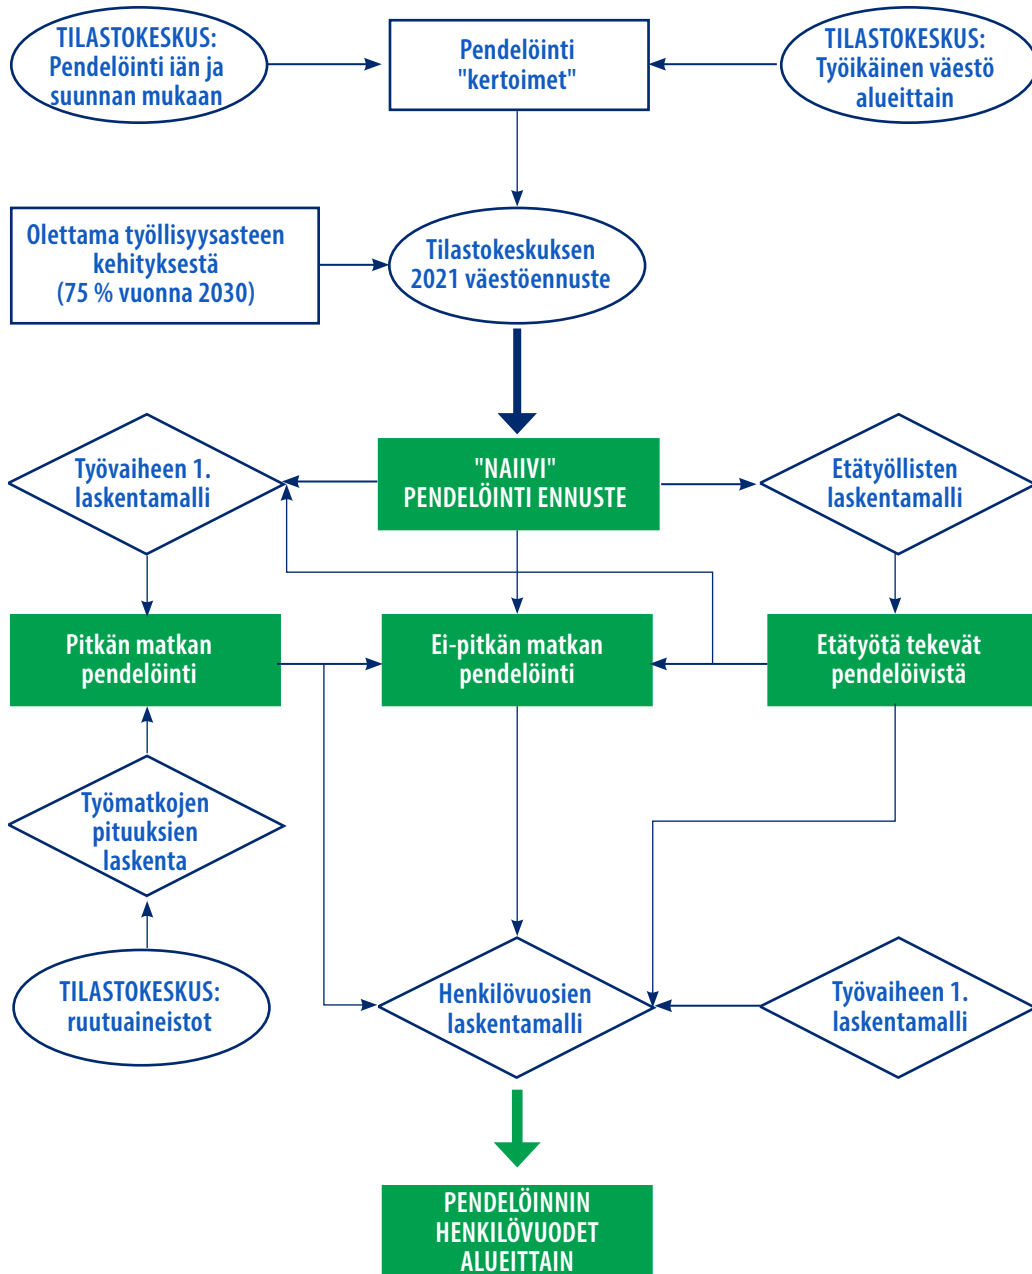 TILASTOKESKUS:
Pendelöinti iän ja
suunnan mukaan
Pendelöinti
"kertoimet"
TILASTOKESKUS:
Työikäinen väestö
alueittain
Olettama työllisyysasteen
kehityksestä
(75 % vuonna 2030)
Tilastokeskuksen
2021 väestöennuste
Työvaiheen 1.
laskentamalli
"NAIIVI"
PENDELÖINTI ENNUSTE
Etätyöllisten
laskentamalli
Pitkän matkan
pendelöinti
Ei-pitkän matkan
pendelöinti
Etätyötä tekevät
pendelöivistä
Työmatkojen
pituuksien
laskenta
TILASTOKESKUS:
ruutuaineistot
Henkilövuosien
laskentamalli
Työvaiheen 1.
laskentamalli
PENDELÖINNIN
HENKILÖVUODET
ALUEITTAIN